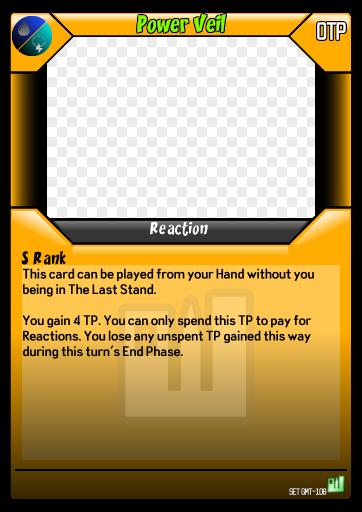 Power Veil
0TP
Reaction
S Rank
This card can be played from your Hand without you
being in The Last Stand.
You gain 4 TP. You can only spend this TP to pay for
Reactions. You lose any unspent TP gained this way
during this turn's End Phase.
SET GMT-108